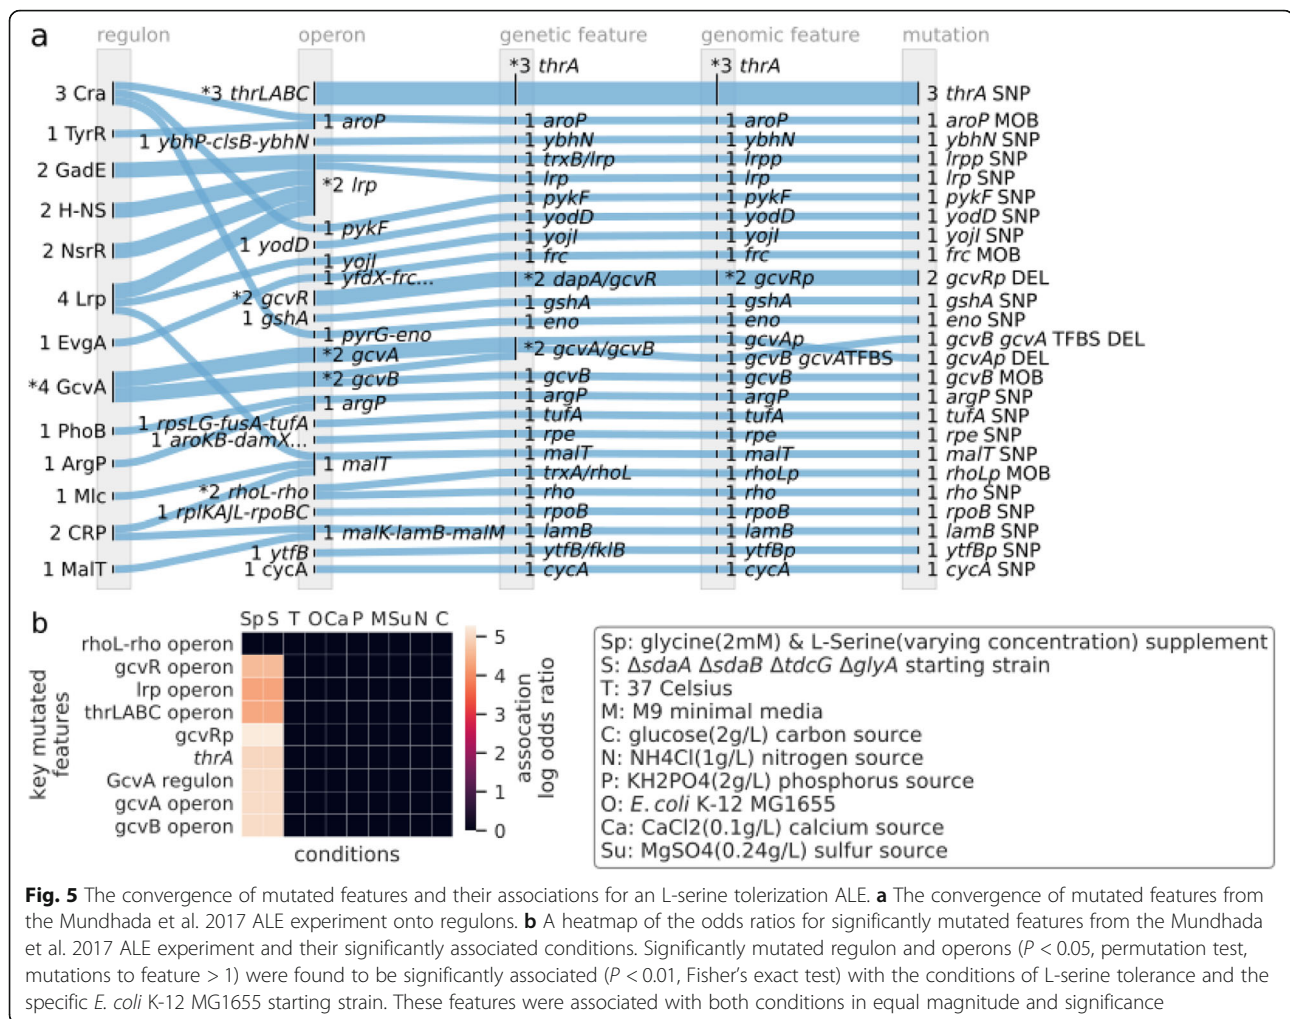 a
regulon
operon
genetic feature
genomic feature
mutation
3 Cra
1 TyrR
2 GadE
2 H-NS
2 NsrR
4 Lrp
1 EvgA
*4 GcvA
1 PhoB
1 ArgP
1 Mlc
2 CRP
1 MalT
*3 thrLABC
1 aroP
1 ybhP-clsB-ybhN
*2 lrp
1 pykF
1 yodD
1 yojI
1 yfdX-frc...
*2 gcvR
1 gshA
1 pyrG-eno
*2 gcvA
*2 gcvB
1 argP
1 rpsLG-fusA-tufA
1 aroKB-damX...
1 malT
*2 rhoL-rho
1 rplKAJL-rpoBC
1 malK-lamB-malM
1 ytfB
1 cycA
*3 thrA
1 aroP
1 ybhN
1 trxB/lrp
1 lrp
1 pykF
1 yodD
1 yojI
1 frc
*2 dapA/gcvR
1 gshA
1 eno
*2 gcvA/gcvB
1 gcvB
1 argP
1 tufA
1 rpe
1 malT
1 trxA/rhoL
1 rho
1 rpoB
1 lamB
1 ytfB/fklB
1 cycA
*3 thrA
1 aroP
1 ybhN
1 lrpp
1 lrp
1 pykF
1 yodD
1 yojI
1 frc
*2 gcvRp
1 gshA
1 eno
1 gcvAp
1 gcvB gcvATFBS
1 gcvB
1 argP
1 tufA
1 rpe
1 malT
1 rhoLp
1 rho
1 rpoB
1 lamB
1 ytfBp
1 cycA
3 thrA SNP
1 aroP MOB
1 ybhN SNP
1 lrpp SNP
1 lrp SNP
1 pykF SNP
1 yodD SNP
1 yojI SNP
1 frc MOB
2 gcvRp DEL
1 gshA SNP
1 eno SNP
1 gcvB gcvA TFBS DEL
1 gcvAp DEL
1 gcvB MOB
1 argP SNP
1 tufA SNP
1 rpe SNP
1 malT SNP
1 rhoLp MOB
1 rho SNP
1 rpoB SNP
1 lamB SNP
1 ytfBp SNP
1 cycA SNP
b
Sp S T O Ca P M Su N C
key mutated
features
rhoL-rho operon
gcvR operon
lrp operon
thrLABC operon
gcvRp
thrA
GcvA regulon
gcvA operon
gcvB operon
conditions
5
4
3
2
1
0
assocation
log odds ratio
Sp: glycine(2mM) & L-Serine(varying concentration) supplement
S: ΔsdaA ΔsdaB ΔtdcG ΔglyA starting strain
T: 37 Celsius
M: M9 minimal media
C: glucose(2g/L) carbon source
N: NH4Cl(1g/L) nitrogen source
P: KH2PO4(2g/L) phosphorus source
O: E. coli K-12 MG1655
Ca: CaCl2(0.1g/L) calcium source
Su: MgSO4(0.24g/L) sulfur source
Fig. 5 The convergence of mutated features and their associations for an L-serine tolerization ALE. a The convergence of mutated features from
the Mundhada et al. 2017 ALE experiment onto regulons. b A heatmap of the odds ratios for significantly mutated features from the Mundhada
et al. 2017 ALE experiment and their significantly associated conditions. Significantly mutated regulon and operons (P < 0.05, permutation test,
mutations to feature > 1) were found to be significantly associated (P < 0.01, Fisher's exact test) with the conditions of L-serine tolerance and the
specific E. coli K-12 MG1655 starting strain. These features were associated with both conditions in equal magnitude and significance